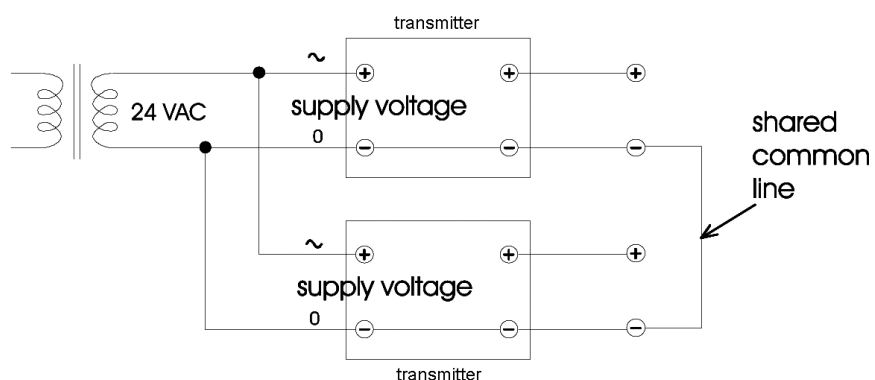 transmitter
~
+ + +
24 VAC
supply voltage
0
− − −
shared
common
line
~
+ + +
supply voltage
0
− − −
transmitter